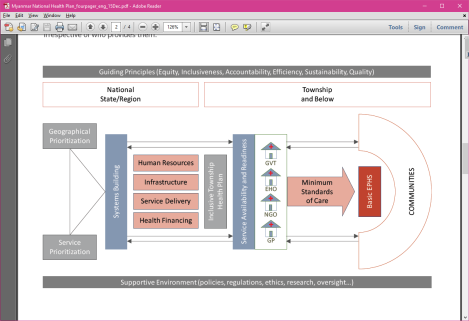 Myanmar National Health Plan_fourpager_eng_15Dec.pdf - Adobe Reader
File Edit View Window Help
2 / 4 120% Tools Sign Comment
irrespective of who provides them.
Guiding Principles (Equity, Inclusiveness, Accountability, Efficiency, Sustainability, Quality)
National
State/Region
Township
and Below
Geographical
Prioritization
Service
Prioritization
Systems Building
Human Resources
Infrastructure
Service Delivery
Health Financing
Inclusive Township
Health Plan
Service Availability and Readiness
GVT
EHO
NGO
GP
Minimum
Standards
of Care
Basic EPHS
COMMUNITIES
Supportive Environment (policies, regulations, ethics, research, oversight...)